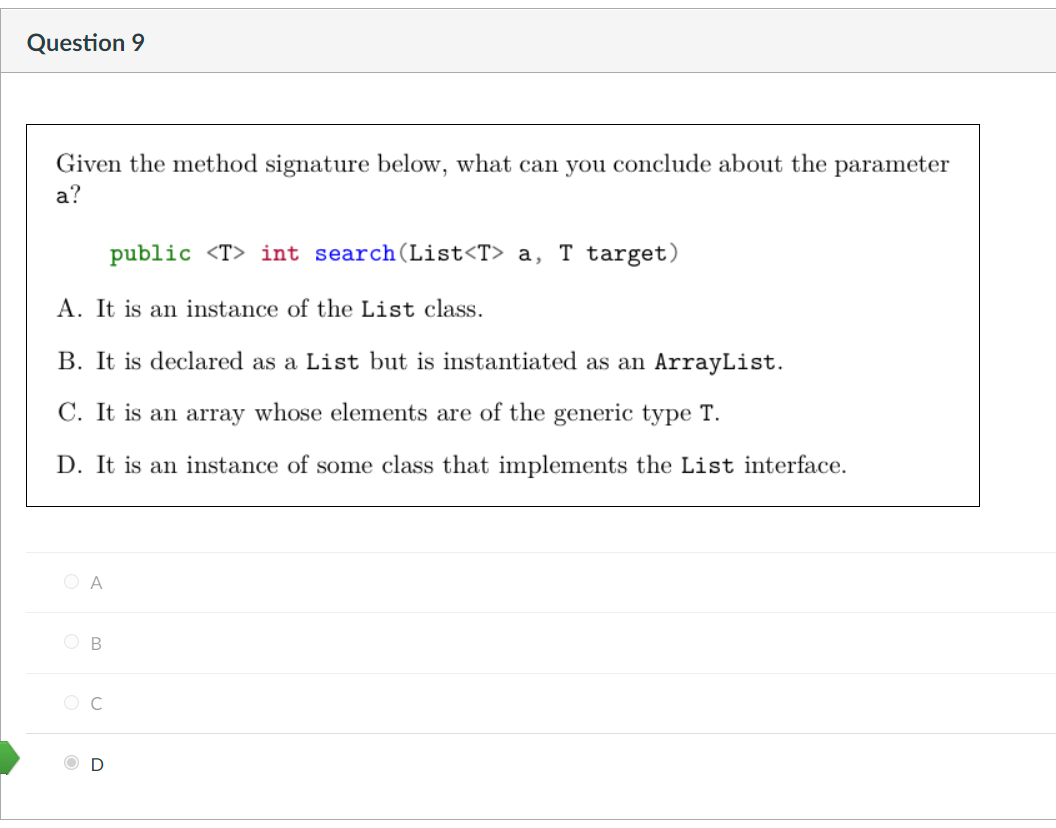 Question 9
Given the method signature below, what can you conclude about the parameter
a?
public <T> int search(List<T> a, T target)
A. It is an instance of the List class.
B. It is declared as a List but is instantiated as an ArrayList.
C. It is an array whose elements are of the generic type T.
D. It is an instance of some class that implements the List interface.
A
B
C
D